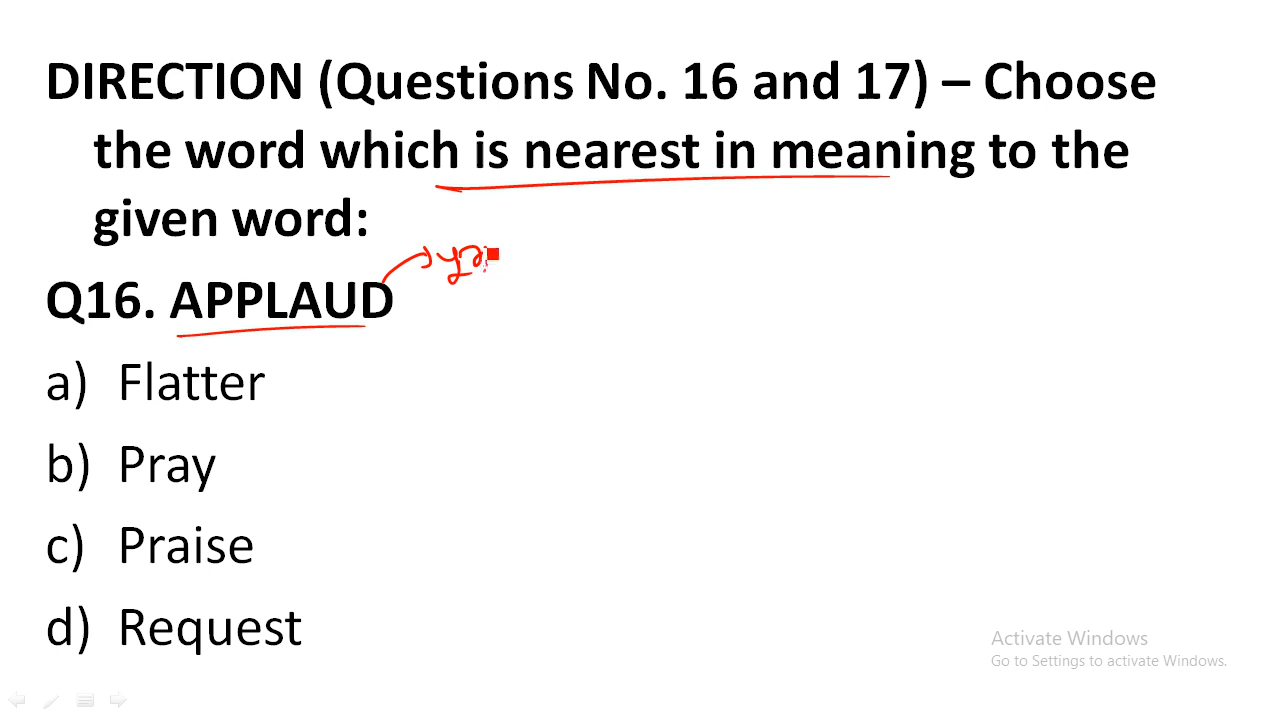 DIRECTION (Questions No. 16 and 17) – Choose
the word which is nearest in meaning to the
given word:
Q16. APPLAUD
a) Flatter
b) Pray
c) Praise
d) Request
Activate Windows
Go to Settings to activate Windows.